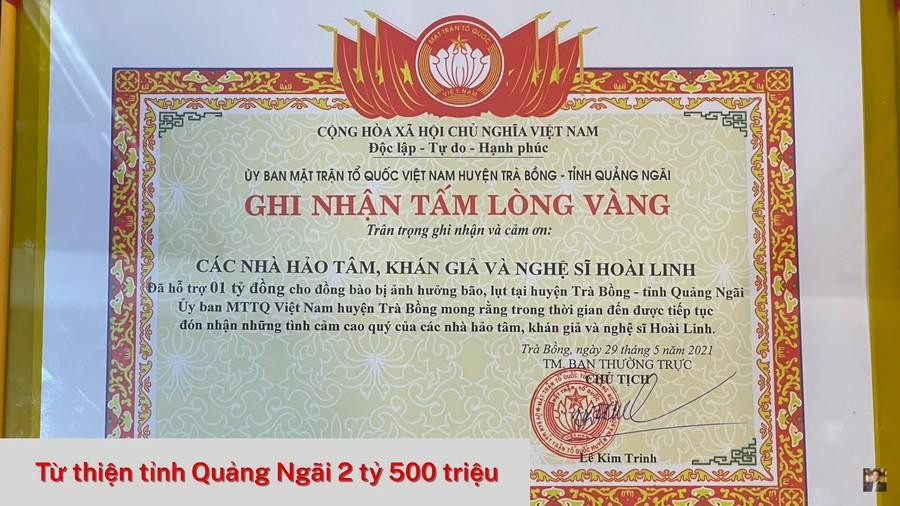 MẶT TRẬN TỔ QUỐC
VIỆT NAM
CỘNG HÒA XÃ HỘI CHỦ NGHĨA VIỆT NAM
Độc lập - Tự do - Hạnh phúc
ỦY BAN MẶT TRẬN TỔ QUỐC VIỆT NAM HUYỆN TRÀ BỒNG - TỈNH QUẢNG NGÃI
GHI NHẬN TẤM LÒNG VÀNG
Trân trọng ghi nhận và cảm ơn:
CÁC NHÀ HẢO TÂM, KHÁN GIẢ VÀ NGHỆ SĨ HOÀI LINH
Đã hỗ trợ 01 tỷ đồng cho đồng bào bị ảnh hưởng bão, lụt tại huyện Trà Bồng - tỉnh Quảng Ngãi
Ủy ban MTTQ Việt Nam huyện Trà Bồng mong rằng trong thời gian đến được tiếp tục
đón nhận những tình cảm cao quý của các nhà hảo tâm, khán giả và nghệ sĩ Hoài Linh.
Trà Bồng, ngày 29 tháng 5 năm 2021
TM. BAN THƯỜNG TRỰC
CHỦ TỊCH
Lê Kim Trinh
Từ thiện tỉnh Quảng Ngãi 2 tỷ 500 triệu